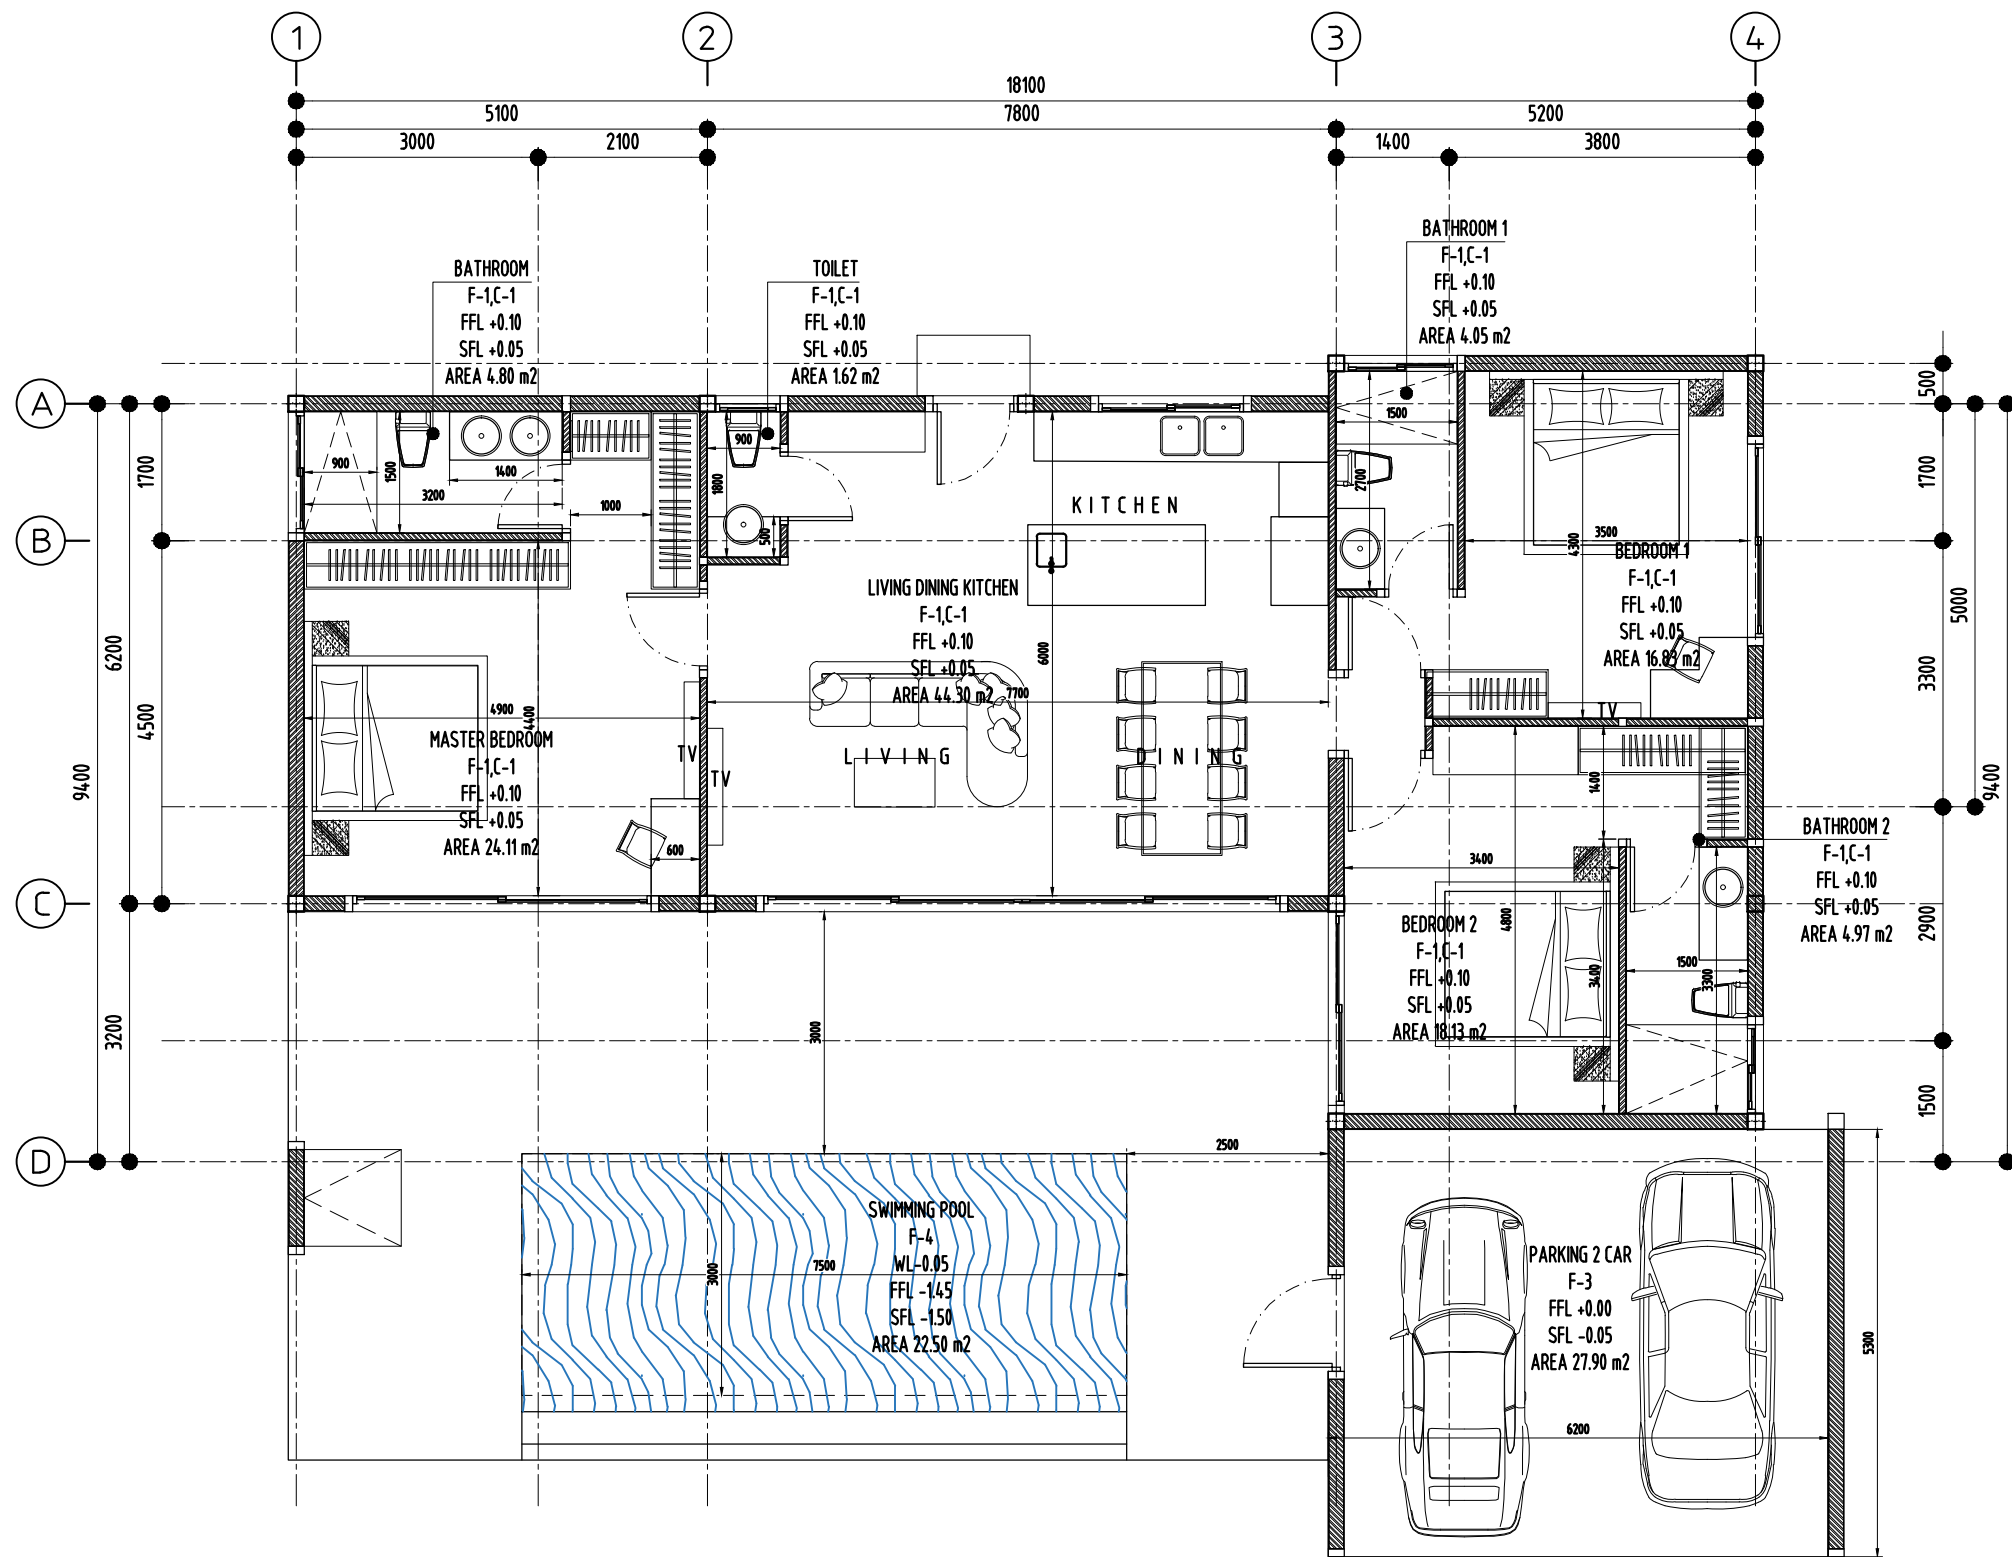 1
2
3
4
18100
5100
7800
5200
3000
2100
1400
3800
BATHROOM
F-1,C-1
FFL +0.10
SFL +0.05
AREA 4.80 m2
TOILET
F-1,C-1
FFL +0.10
SFL +0.05
AREA 1.62 m2
BATHROOM 1
F-1,C-1
FFL +0.10
SFL +0.05
AREA 4.05 m2
A
B
C
D
1700
6200
4500
9400
3200
500
1700
5000
3300
9400
2900
1500
900
1500
1400
3200
1000
900
1800
500
KITCHEN
1500
2700
4300
3500
BEDROOM 1
F-1,C-1
FFL +0.10
SFL +0.05
AREA 16.83 m2
TV
LIVING DINING KITCHEN
F-1,C-1
FFL +0.10
SFL +0.05
AREA 44.30 m2
6000
7700
LIVING
DINING
TV
TV
4900
4400
MASTER BEDROOM
F-1,C-1
FFL +0.10
SFL +0.05
AREA 24.11 m2
600
1400
3400
BATHROOM 2
F-1,C-1
FFL +0.10
SFL +0.05
AREA 4.97 m2
BEDROOM 2
F-1,C-1
FFL +0.10
SFL +0.05
AREA 18.13 m2
4800
3400
1500
3300
3000
2500
SWIMMING POOL
F-4
WL-0.05
FFL -1.45
SFL -1.50
AREA 22.50 m2
7500
3000
PARKING 2 CAR
F-3
FFL +0.00
SFL -0.05
AREA 27.90 m2
5300
6200